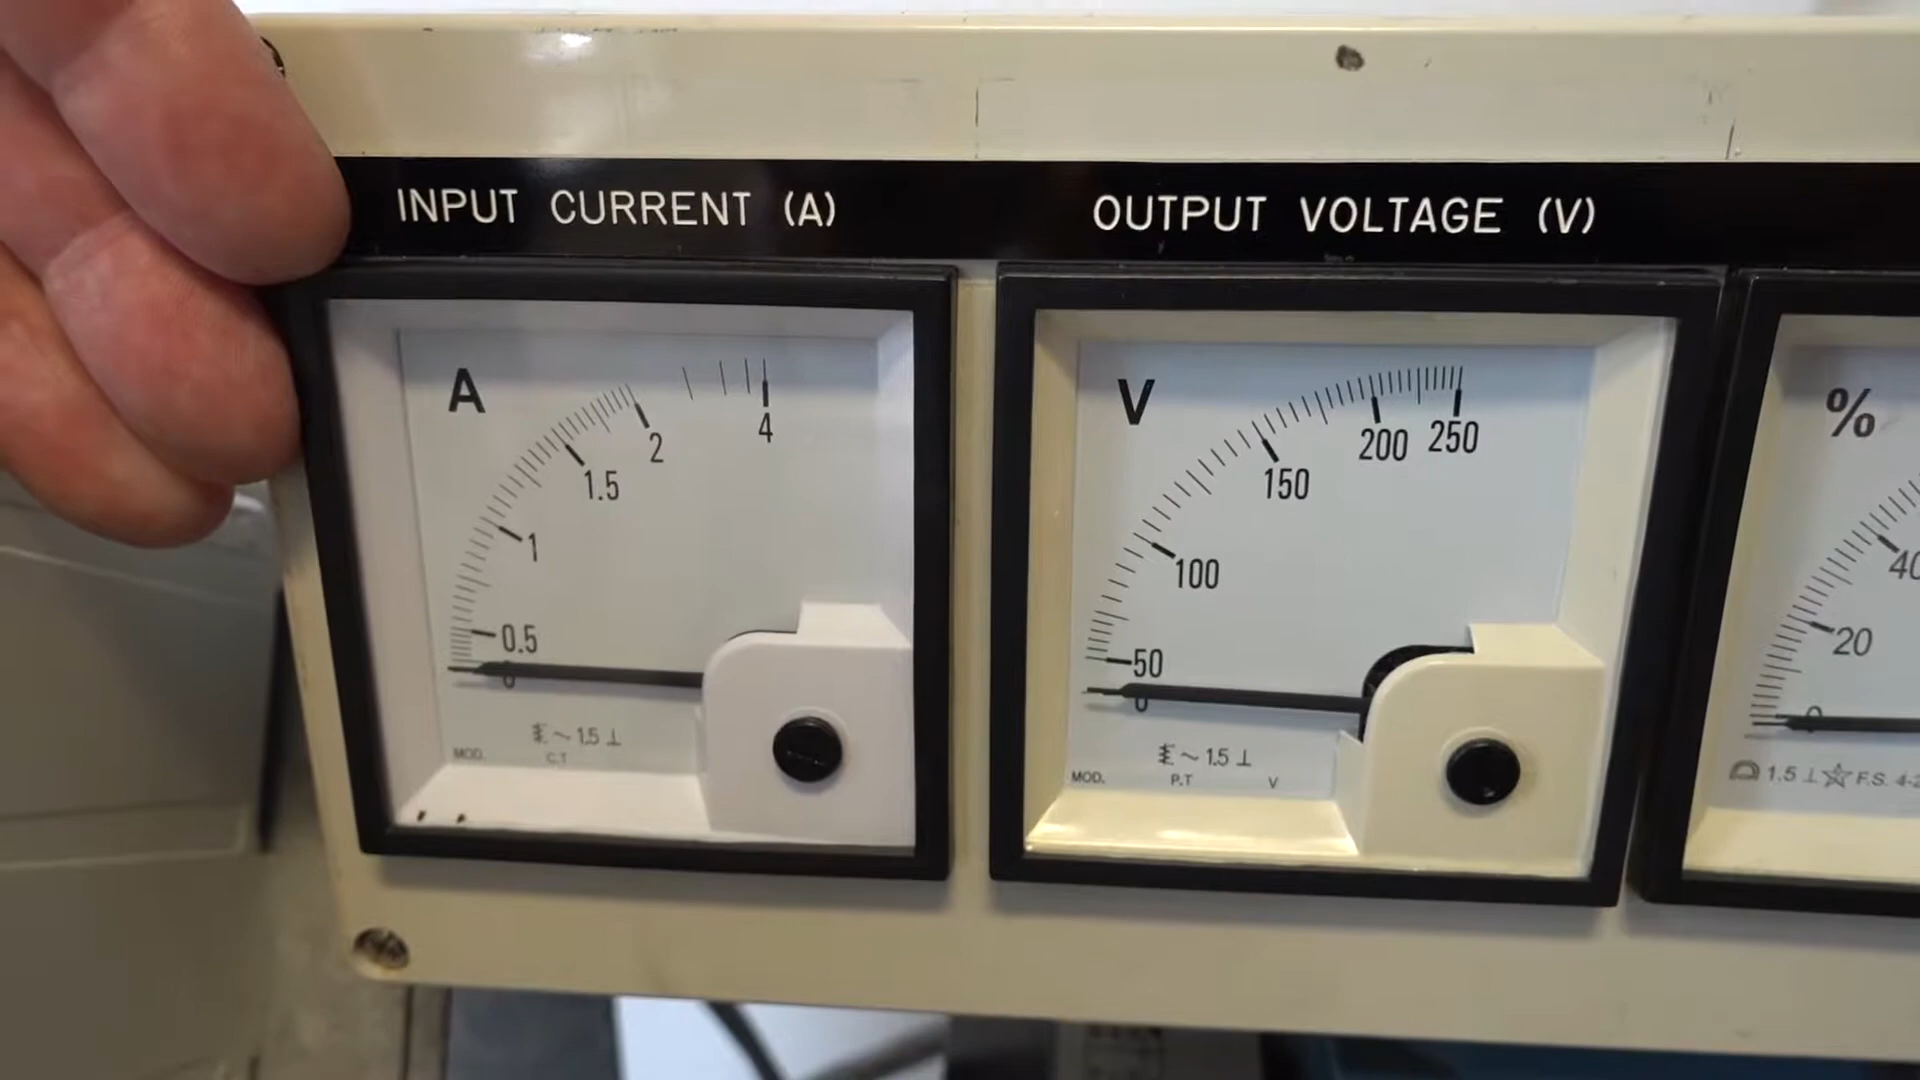 INPUT CURRENT (A)
OUTPUT VOLTAGE (V)
A
0
0.5
1
1.5
2
4
1.5
MOD.
C.T
V
0
50
100
150
200
250
1.5
MOD.
P.T
V
%
0
20
40
1.5
F.S.